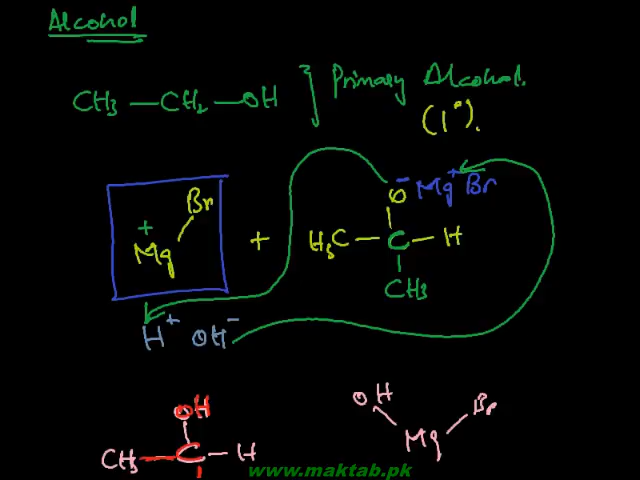 Alcohol
CH3 — CH2 — OH ] Primary Alcohol.
(1°).
Br
+
Mg
+
O⁻ Mg⁺ Br
H3C — C — H
CH3
H⁺ OH⁻
OH
CH3 — C — H
OH
Br
Mg
www.maktab.pk